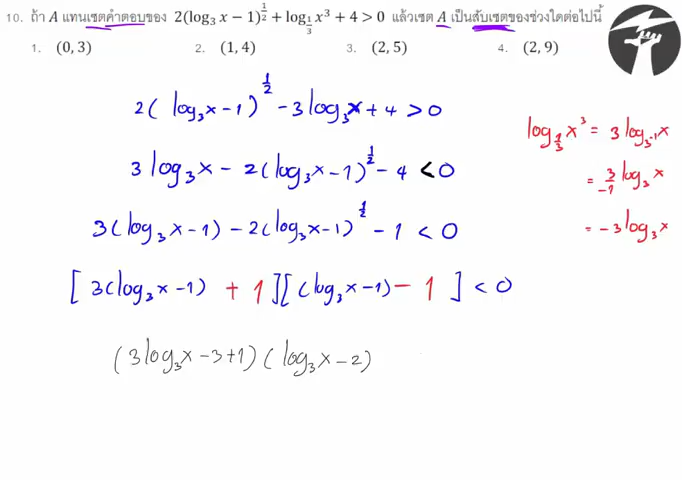 10. ถ้า A แทนเซตคำตอบของ 2(log₃ x − 1)^{1/2} + log_{1/3} x³ + 4 > 0 แล้วเซต A เป็นสับเซตของช่วงใดต่อไปนี้
1. (0, 3) 2. (1, 4) 3. (2, 5) 4. (2, 9)
2(log₃x−1)^{1/2} −3log₃x+4>0
log_{1/3} x³ = 3 log_{3⁻¹} x
3log₃x − 2(log₃x−1)^{1/2} − 4 <0
= 3/−1 log₃ x
3(log₃x−1) − 2(log₃x−1)^{1/2} − 1 < 0
= −3 log₃x
[3(log₃x −1) + 1][(log₃x−1) − 1] < 0
(3log₃x −3+1)(log₃x −2)